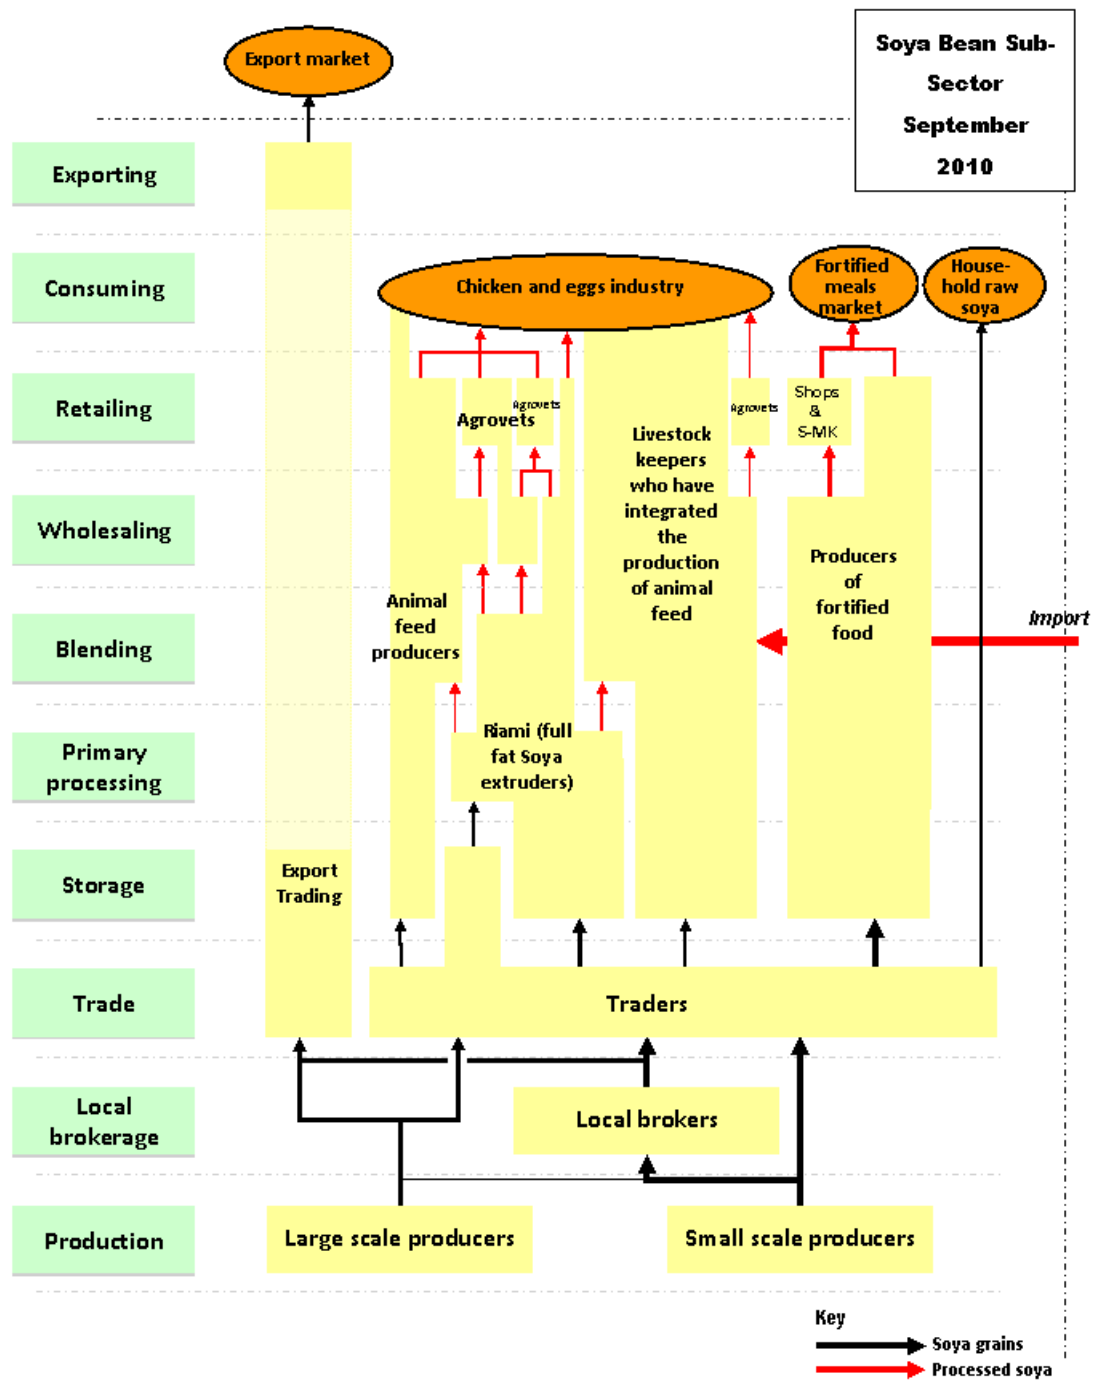 Soya Bean Sub-
Sector
September
2010
Export market
Exporting
Consuming
Chicken and eggs industry
Fortified
meals
market
House-
hold raw
soya
Retailing
Agrovets
Agrovets
Agrovets
Shops
&
S-MK
Livestock
keepers
who have
integrated
the
production
of animal
feed
Wholesaling
Producers
of
fortified
food
Animal
feed
producers
Import
Blending
Primary
processing
Riami (full
fat Soya
extruders)
Storage
Export
Trading
Trade
Traders
Local
brokerage
Local brokers
Production
Large scale producers
Small scale producers
Key
Soya grains
Processed soya